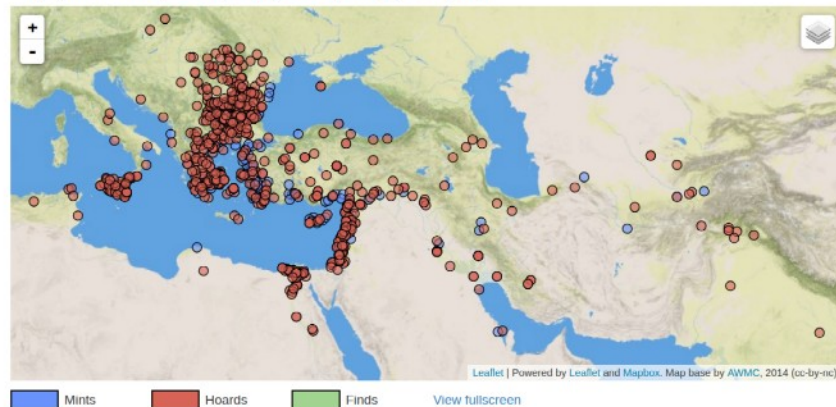 +
-
Leaflet | Powered by Leaflet and Mapbox. Map base by AWMC, 2014 (cc-by-nc)
Mints Hoards Finds View fullscreen